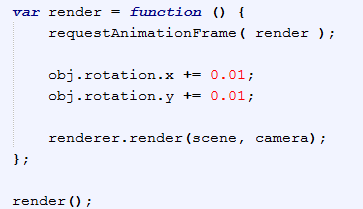 var render = function () {
    requestAnimationFrame( render );

    obj.rotation.x += 0.01;
    obj.rotation.y += 0.01;

    renderer.render(scene, camera);
};

render();